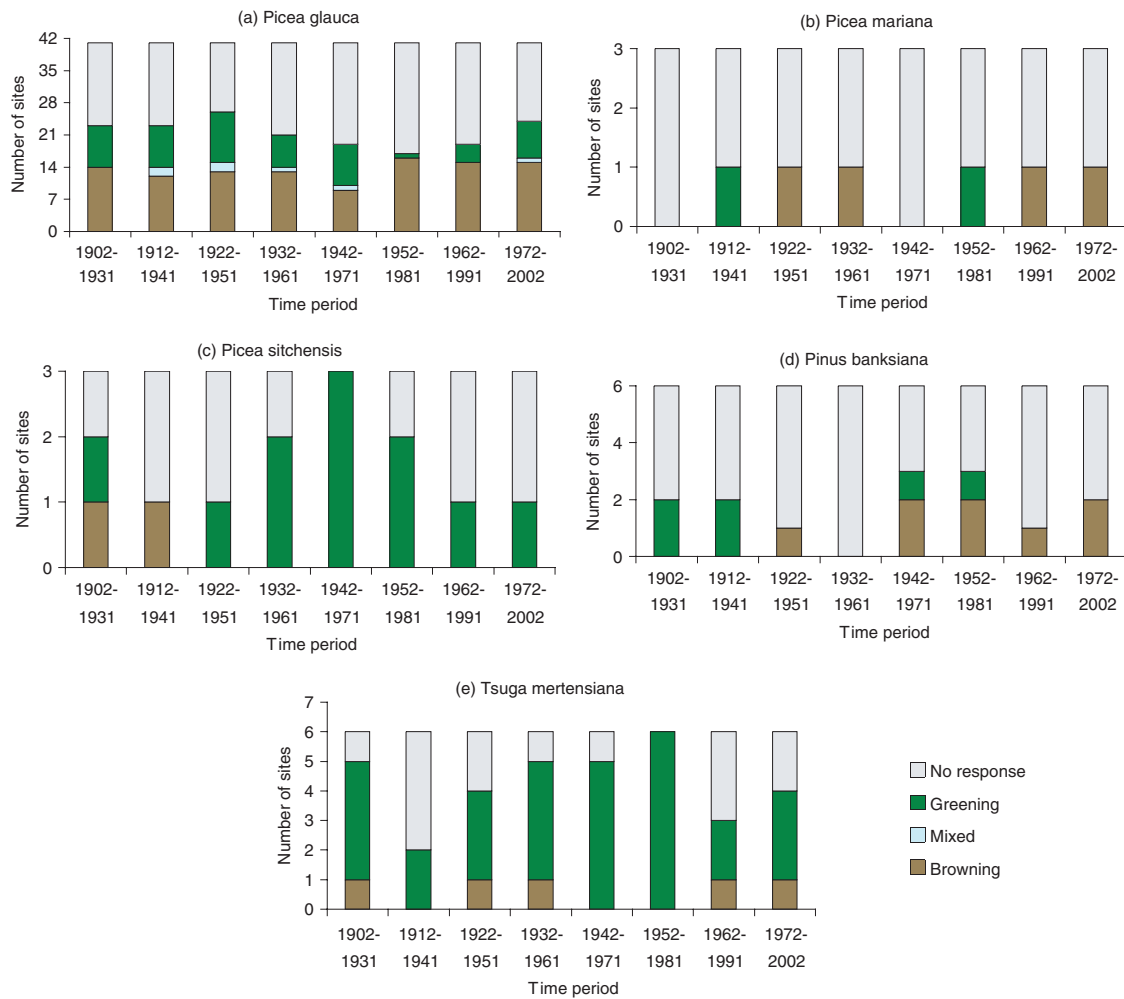 (a) Picea glauca
Number of sites
42
35
28
21
14
7
0
1902- 1912- 1922- 1932- 1942- 1952- 1962- 1972-
1931 1941 1951 1961 1971 1981 1991 2002
Time period
(b) Picea mariana
Number of sites
3
2
1
0
1902- 1912- 1922- 1932- 1942- 1952- 1962- 1972-
1931 1941 1951 1961 1971 1981 1991 2002
Time period
(c) Picea sitchensis
Number of sites
3
2
1
0
1902- 1912- 1922- 1932- 1942- 1952- 1962- 1972-
1931 1941 1951 1961 1971 1981 1991 2002
Time period
(d) Pinus banksiana
Number of sites
6
4
2
0
1902- 1912- 1922- 1932- 1942- 1952- 1962- 1972-
1931 1941 1951 1961 1971 1981 1991 2002
Time period
(e) Tsuga mertensiana
Number of sites
7
6
5
4
3
2
1
0
1902- 1912- 1922- 1932- 1942- 1952- 1962- 1972-
1931 1941 1951 1961 1971 1981 1991 2002
Time period
No response
Greening
Mixed
Browning